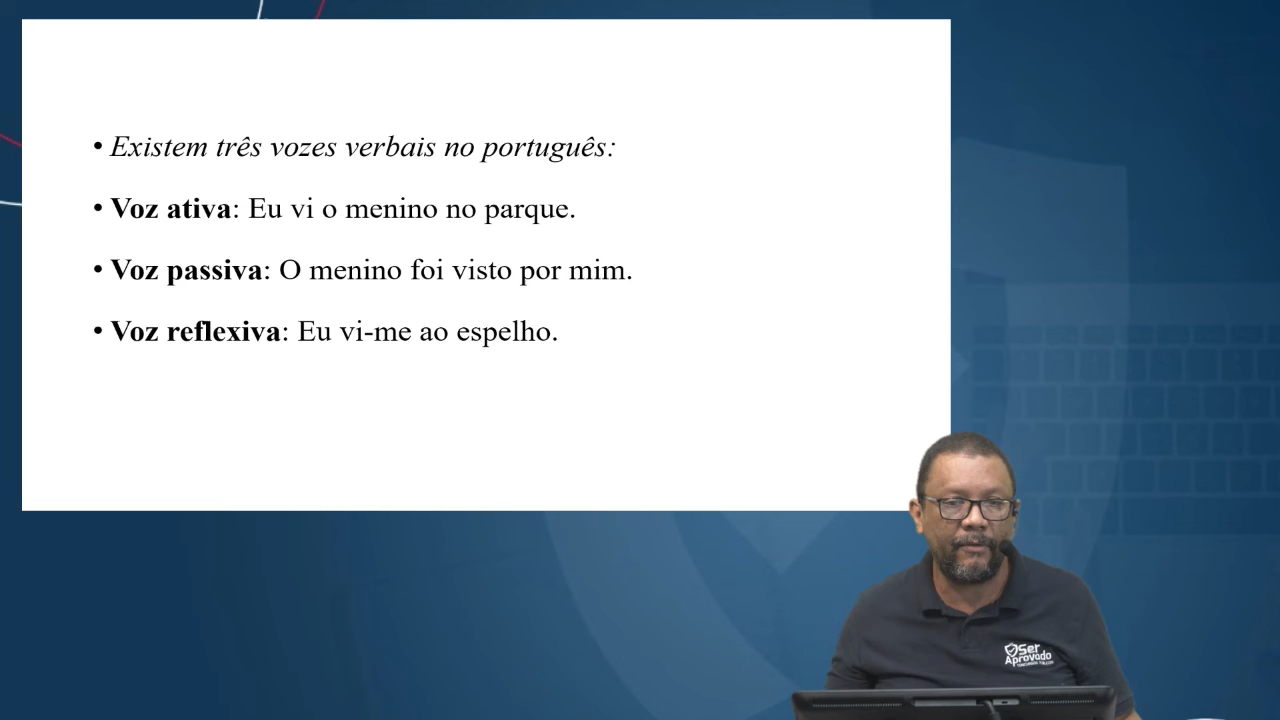 • Existem três vozes verbais no português:
• Voz ativa: Eu vi o menino no parque.
• Voz passiva: O menino foi visto por mim.
• Voz reflexiva: Eu vi-me ao espelho.
Ser
Aprovado